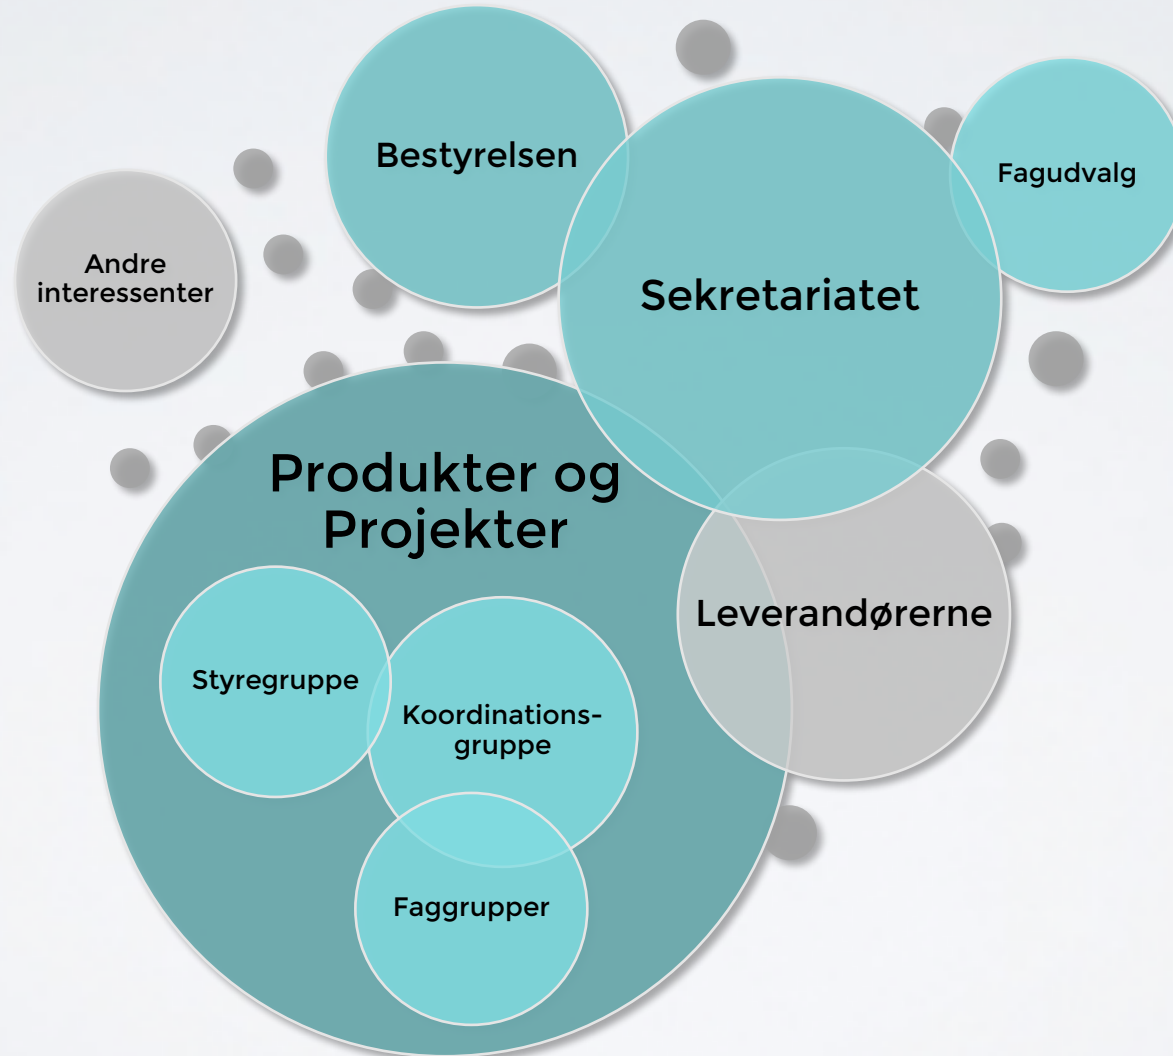 Bestyrelsen
Fagudvalg
Andre
interessenter
Sekretariatet
Produkter og
Projekter
Leverandørerne
Styregruppe
Koordinations-
gruppe
Faggrupper